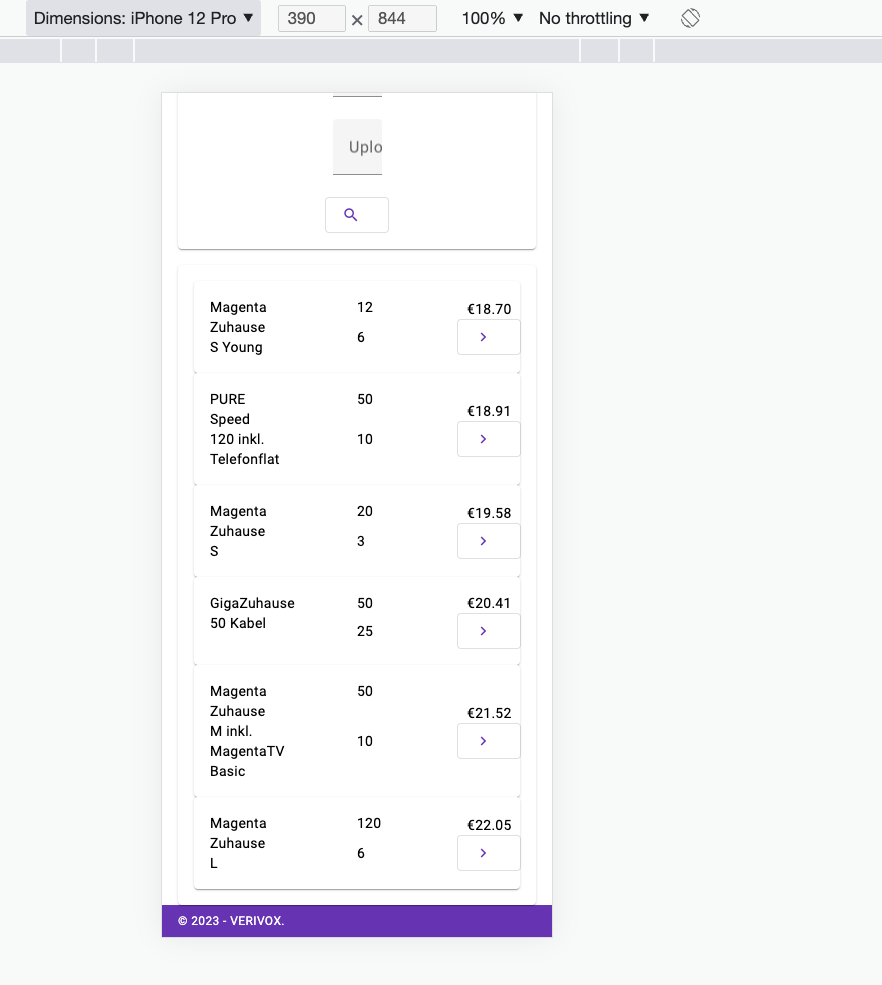 Dimensions: iPhone 12 Pro ▼ 390 × 844 100% ▼ No throttling ▼
Uplo
Magenta
Zuhause
S Young
12
6
€18.70
PURE
Speed
120 inkl.
Telefonflat
50
10
€18.91
Magenta
Zuhause
S
20
3
€19.58
GigaZuhause
50 Kabel
50
25
€20.41
Magenta
Zuhause
M inkl.
MagentaTV
Basic
50
10
€21.52
Magenta
Zuhause
L
120
6
€22.05
© 2023 - VERIVOX.